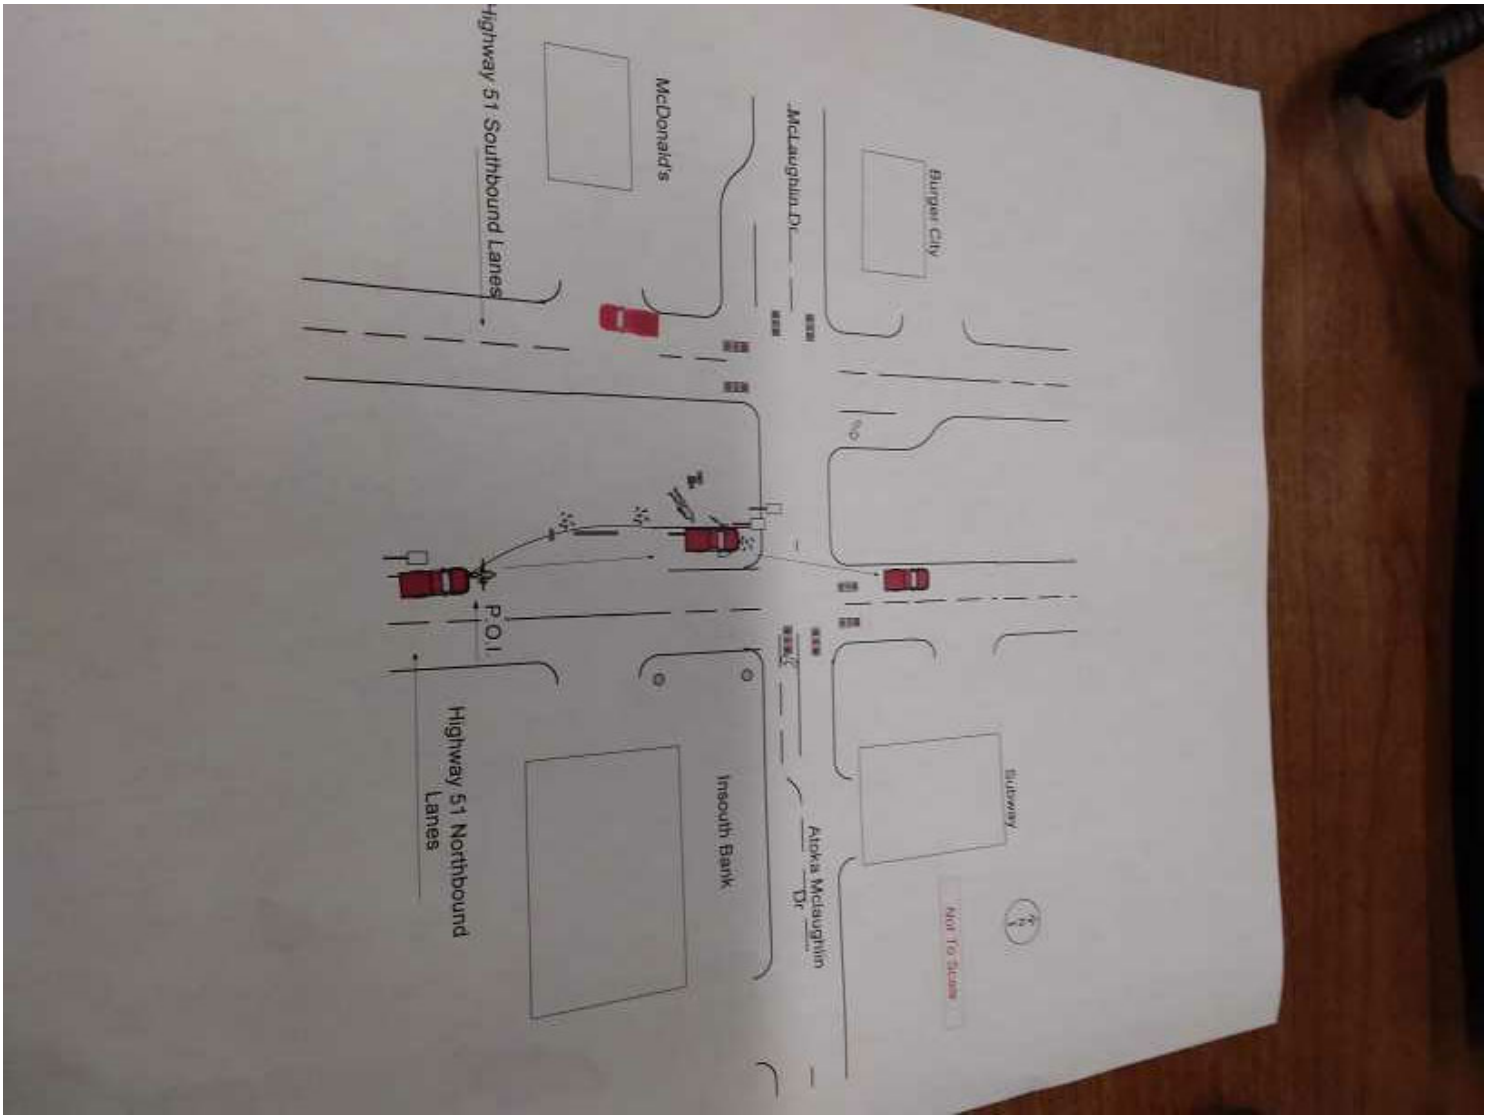 Highway 51 Southbound Lanes
McDonald's
McLaughlin Dr.
Burger City
P.O.I.
Highway 51 Northbound
Lanes
Insouth Bank
Atoka Mclaughlin
Dr
Subway
Not To Scale